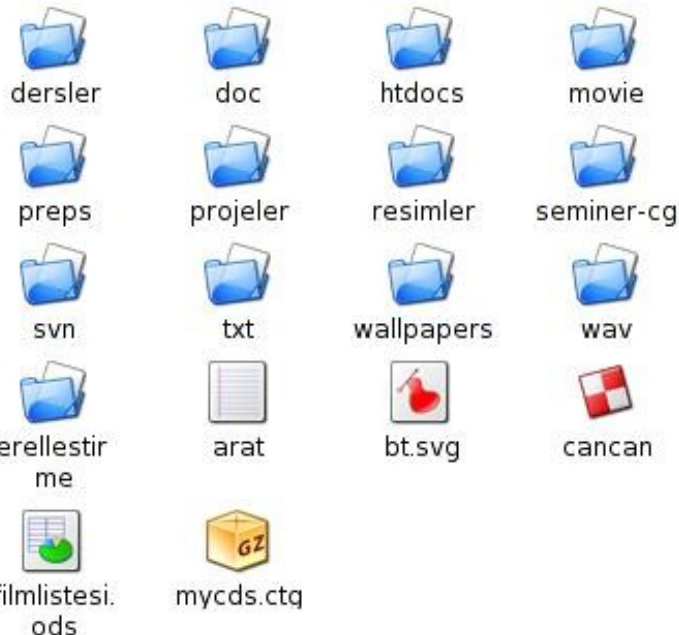 dersler doc htdocs movie
preps projeler resimler seminer-cg
svn txt wallpapers wav
erellestir arat bt.svg cancan
me
GZ
filmlistesi. mycds.ctg
ods